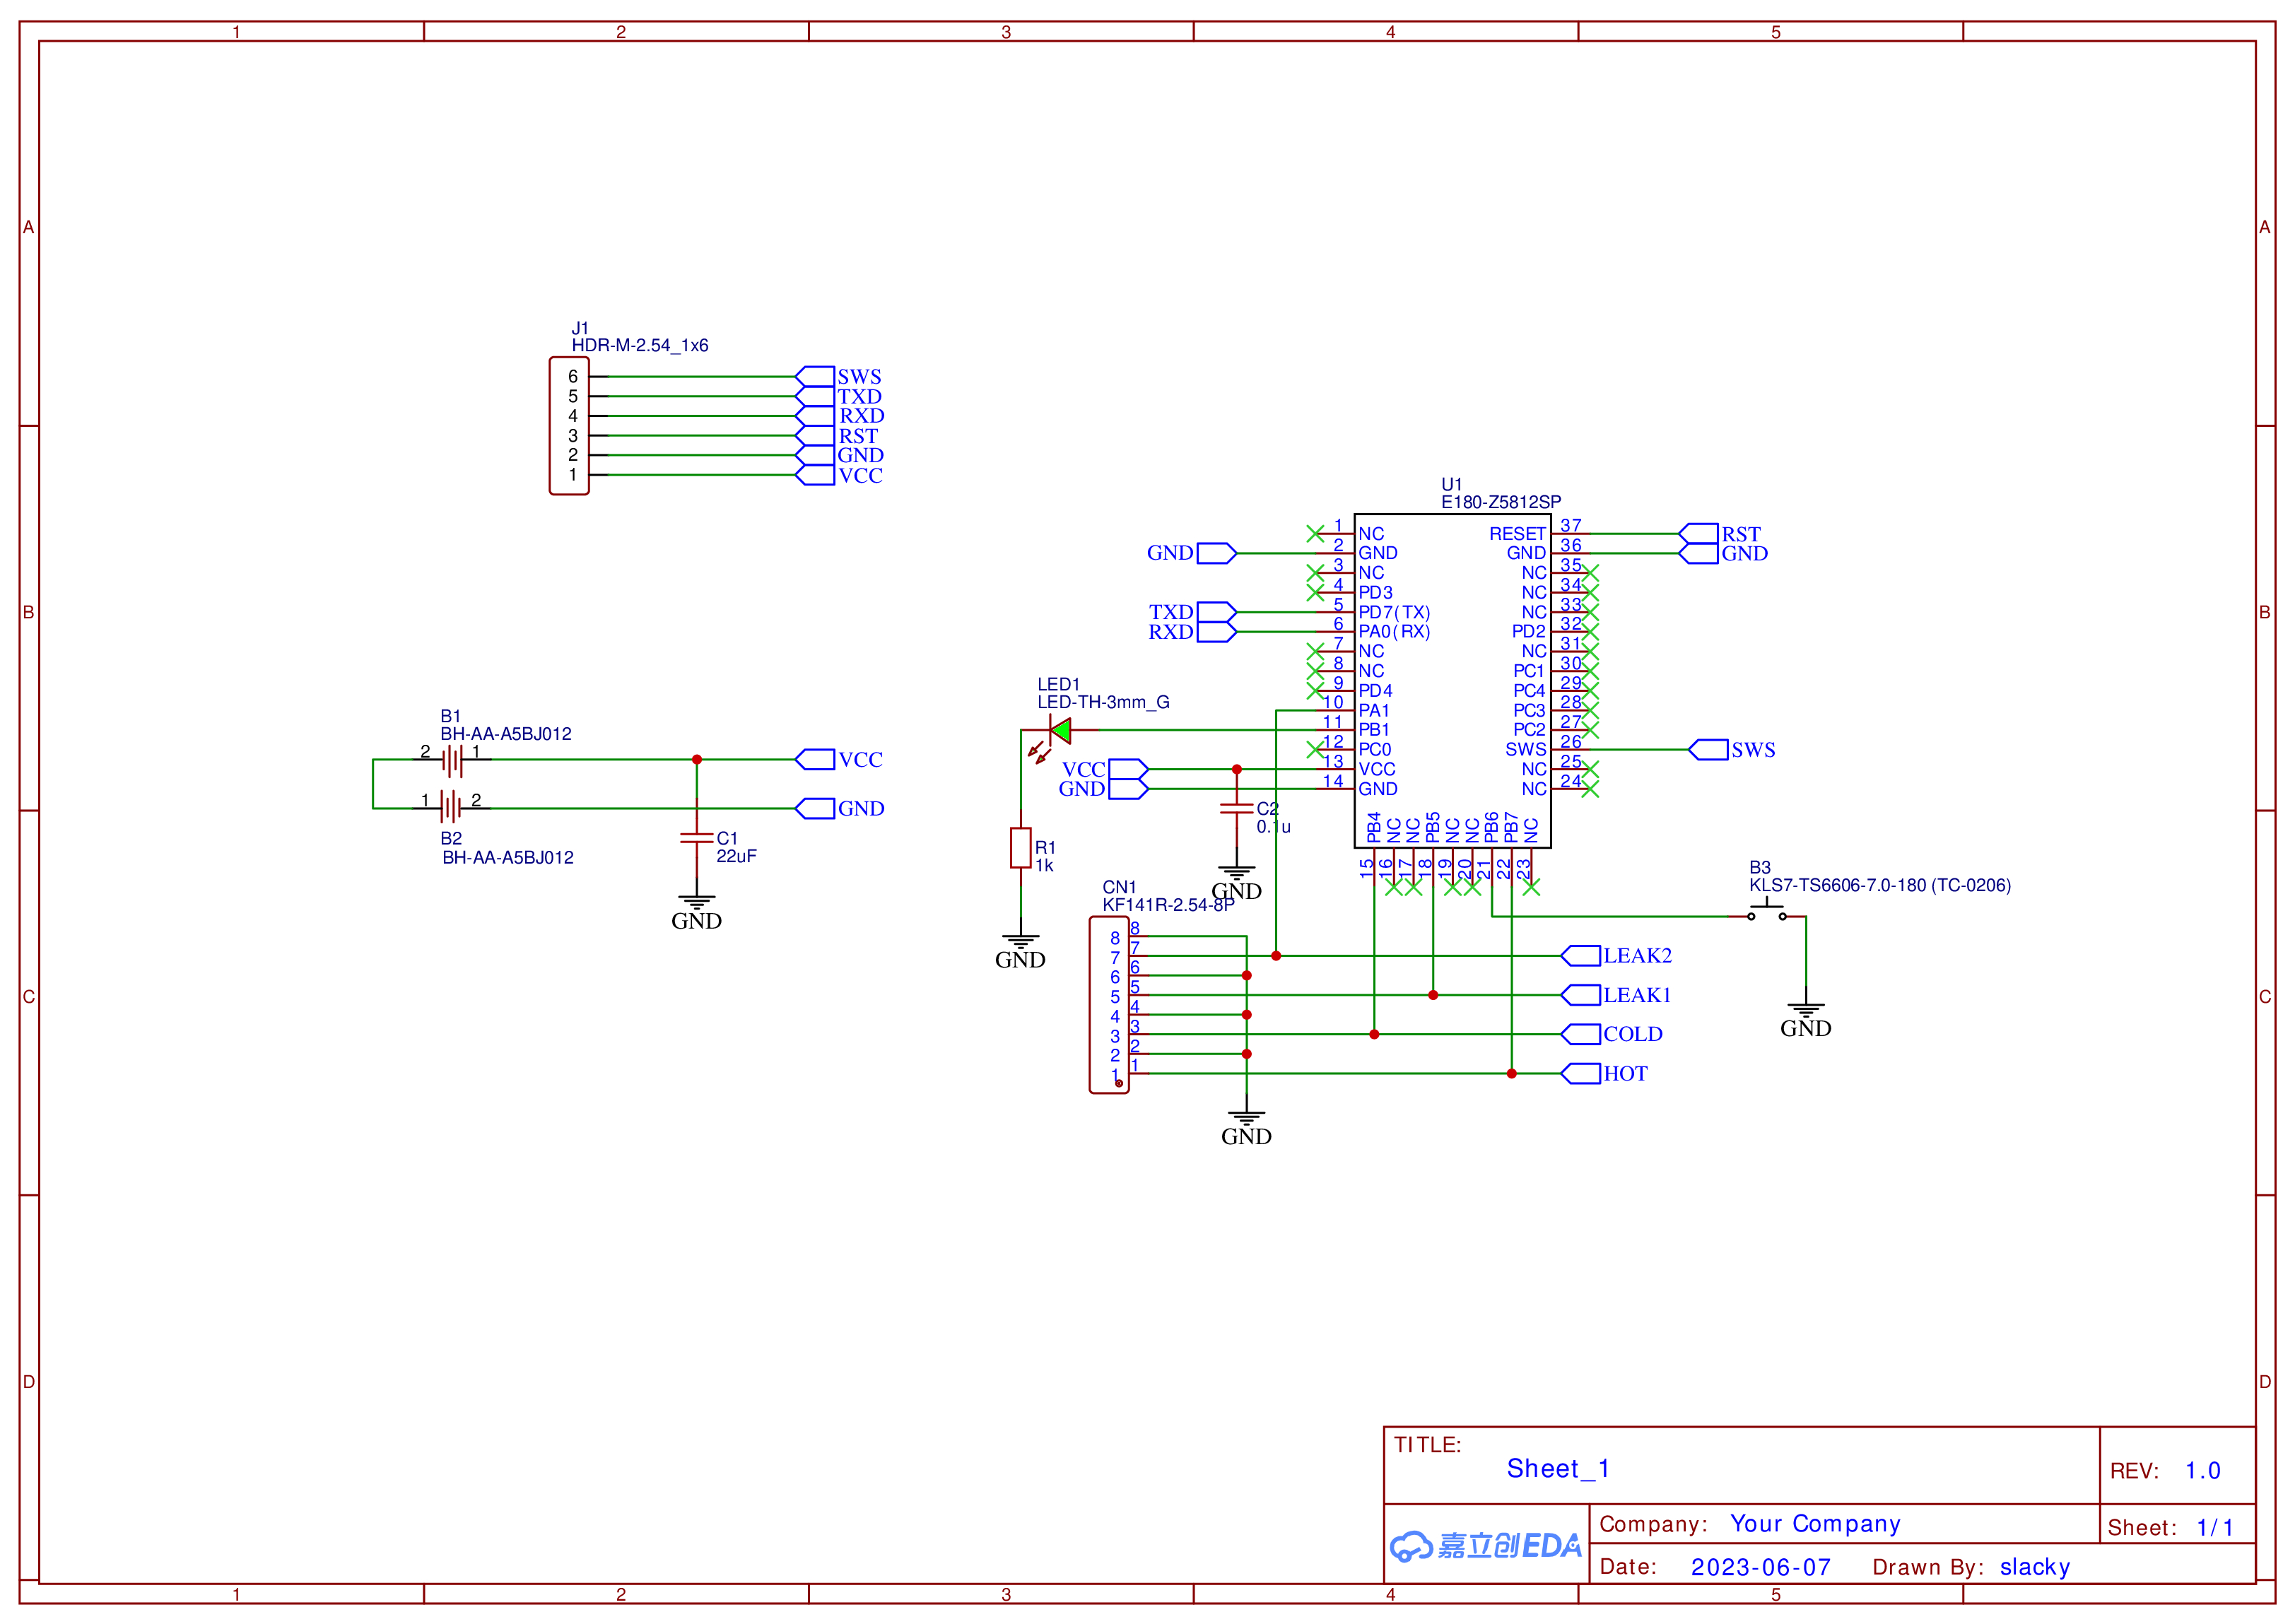 1 2 3 4 5
A A
J1
HDR-M-2.54_1x6
6 SWS
5 TXD
4 RXD
3 RST
2 GND
1 VCC
U1
E180-Z5812SP
1 NC RESET 37 RST
GND 2 GND GND 36 GND
3 NC NC 35
4 PD3 NC 34
TXD 5 PD7(TX) NC 33
RXD 6 PA0(RX) PD2 32
7 NC NC 31
8 NC PC1 30
9 PD4 PC4 29
10 PA1 PC3 28
11 PB1 PC2 27
12 PC0 SWS 26 SWS
VCC 13 VCC NC 25
GND 14 GND NC 24
PB4 NC NC PB5 NC NC PB6 PB7 NC
15 16 17 18 19 20 21 22 23
B B
LED1
LED-TH-3mm_G
B1
BH-AA-A5BJ012
2 1 VCC
1 2 GND
B2
BH-AA-A5BJ012
C1
22uF
GND
C2
0.1u
GND
R1
1k
GND
CN1
KF141R-2.54-8P
8 8
7 7 LEAK2
6 6
5 5 LEAK1
4 4
3 3 COLD
2 2
1 1 HOT
GND
B3
KLS7-TS6606-7.0-180 (TC-0206)
GND
C C
D D
TITLE:
Sheet_1
REV: 1.0
嘉立创EDA
Company: Your Company
Sheet: 1/1
Date: 2023-06-07 Drawn By: slacky
1 2 3 4 5